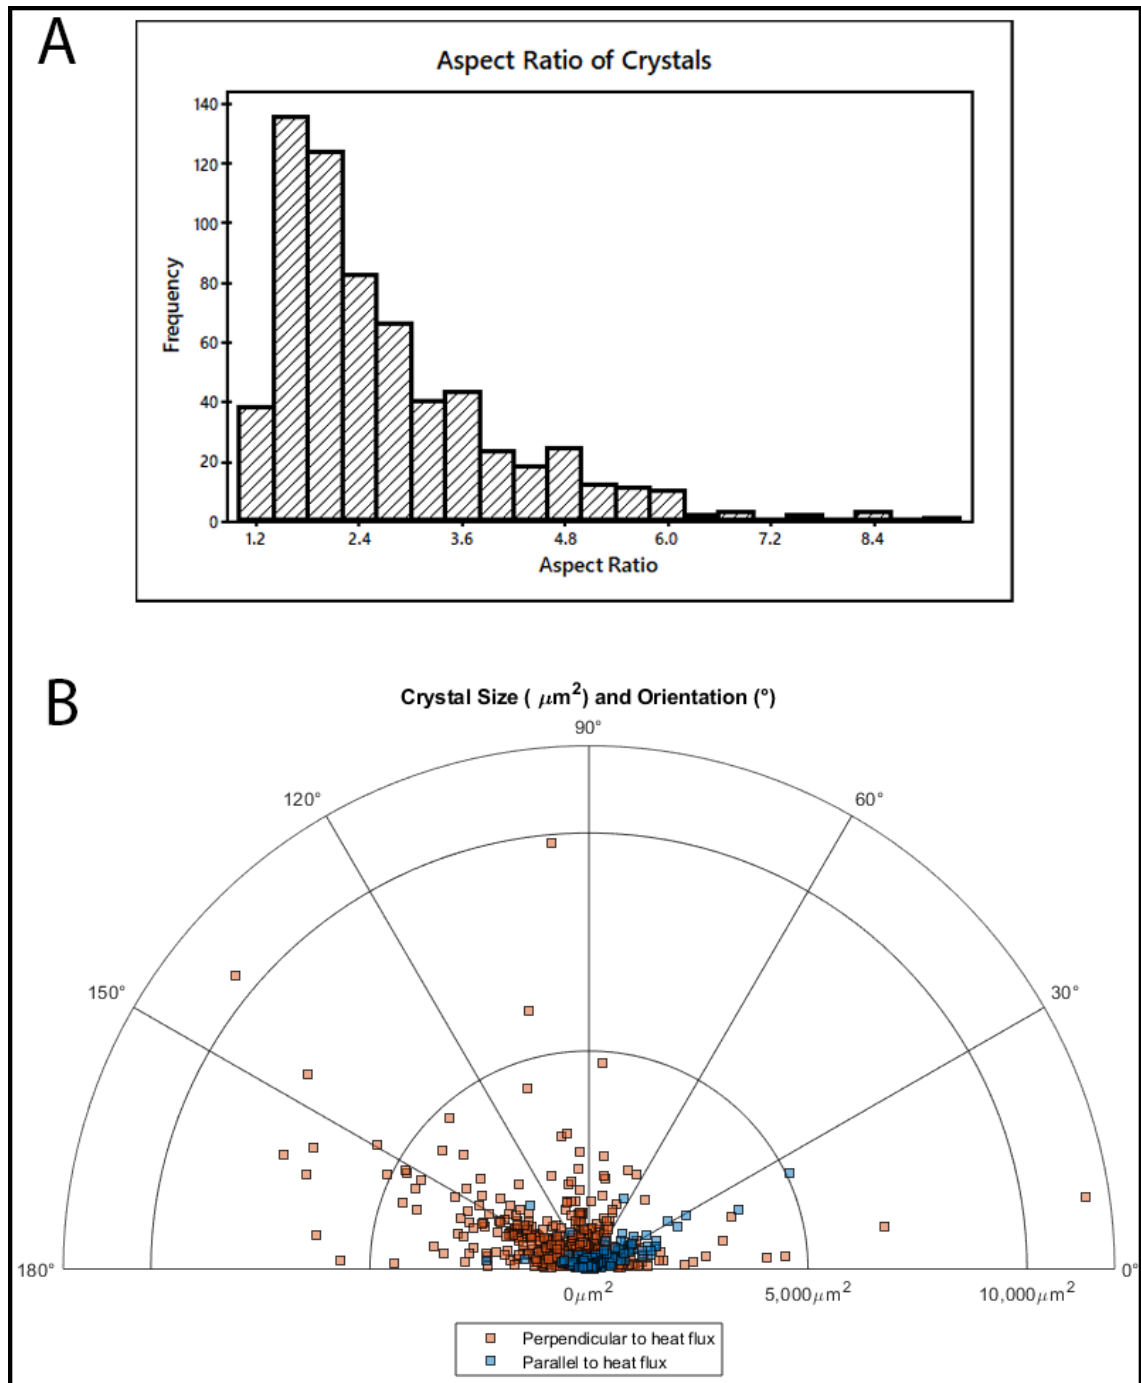 A
Aspect Ratio of Crystals
Frequency
140
120
100
80
60
40
20
0
1.2 2.4 3.6 4.8 6.0 7.2 8.4
Aspect Ratio
B
Crystal Size ( μm²) and Orientation (°)
90°
120° 60°
150° 30°
180° 0°
0μm² 5,000μm² 10,000μm²
Perpendicular to heat flux
Parallel to heat flux